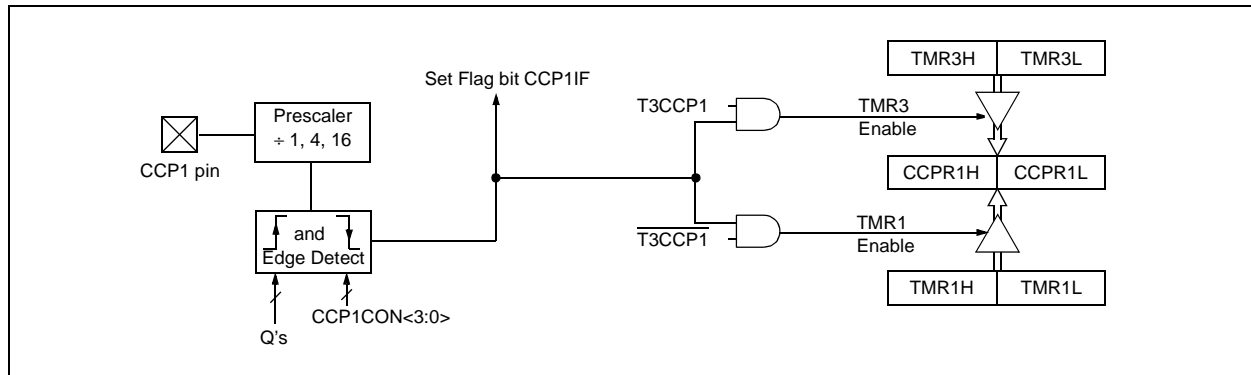 TMR3H TMR3L
Set Flag bit CCP1IF
T3CCP1
TMR3
Enable
Prescaler
÷ 1, 4, 16
CCP1 pin
CCPR1H CCPR1L
and
Edge Detect
T3CCP1
TMR1
Enable
TMR1H TMR1L
CCP1CON<3:0>
Q's